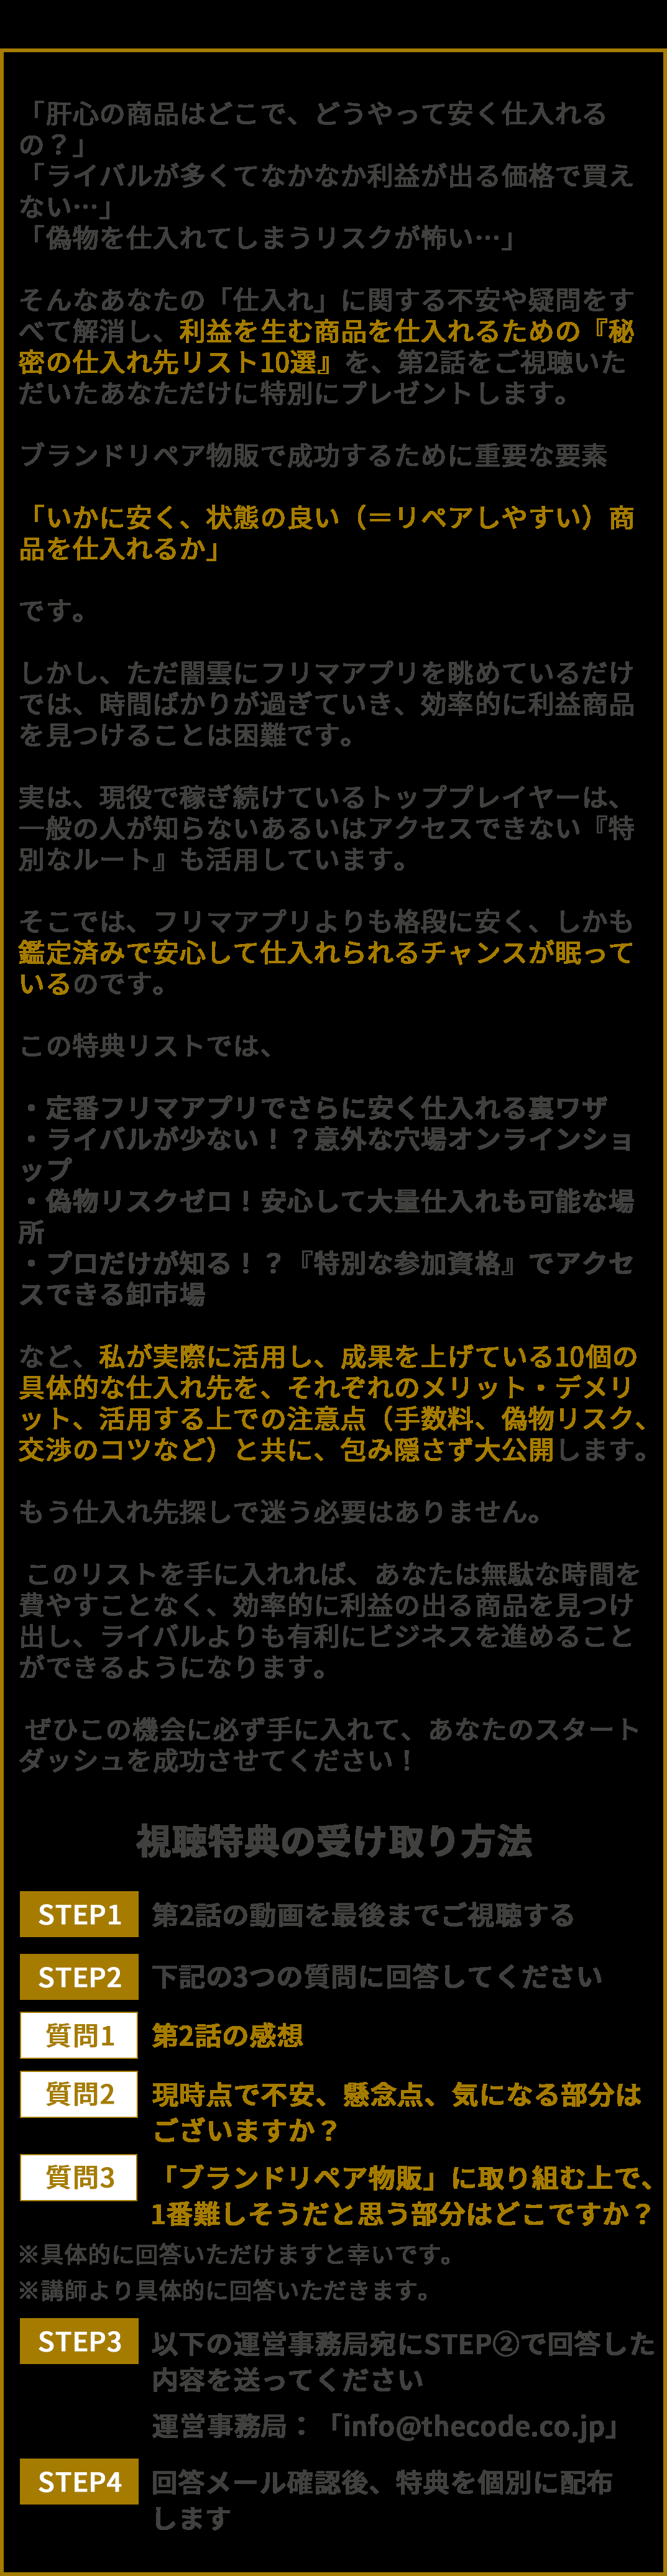 「肝心の商品はどこで、どうやって安く仕入れる
の？」
「ライバルが多くてなかなか利益が出る価格で買え
ない…」
「偽物を仕入れてしまうリスクが怖い…」
そんなあなたの「仕入れ」に関する不安や疑問をす
べて解消し、利益を生む商品を仕入れるための『秘
密の仕入れ先リスト10選』を、第2話をご視聴いた
だいたあなただけに特別にプレゼントします。
ブランドリペア物販で成功するために重要な要素
「いかに安く、状態の良い（＝リペアしやすい）商
品を仕入れるか」
です。
しかし、ただ闇雲にフリマアプリを眺めているだけ
では、時間ばかりが過ぎていき、効率的に利益商品
を見つけることは困難です。
実は、現役で稼ぎ続けているトッププレイヤーは、
一般の人が知らないあるいはアクセスできない『特
別なルート』も活用しています。
そこでは、フリマアプリよりも格段に安く、しかも
鑑定済みで安心して仕入れられるチャンスが眠って
いるのです。
この特典リストでは、
・定番フリマアプリでさらに安く仕入れる裏ワザ
・ライバルが少ない！？意外な穴場オンラインショ
ップ
・偽物リスクゼロ！安心して大量仕入れも可能な場
所
・プロだけが知る！？『特別な参加資格』でアクセ
スできる卸市場
など、私が実際に活用し、成果を上げている10個の
具体的な仕入れ先を、それぞれのメリット・デメリ
ット、活用する上での注意点（手数料、偽物リスク、
交渉のコツなど）と共に、包み隠さず大公開します。
もう仕入れ先探しで迷う必要はありません。
このリストを手に入れれば、あなたは無駄な時間を
費やすことなく、効率的に利益の出る商品を見つけ
出し、ライバルよりも有利にビジネスを進めること
ができるようになります。
ぜひこの機会に必ず手に入れて、あなたのスタート
ダッシュを成功させてください！
視聴特典の受け取り方法
STEP1 第2話の動画を最後までご視聴する
STEP2 下記の3つの質問に回答してください
質問1 第2話の感想
質問2 現時点で不安、懸念点、気になる部分は
ございますか？
質問3 「ブランドリペア物販」に取り組む上で、
1番難しそうだと思う部分はどこですか？
※具体的に回答いただけますと幸いです。
※講師より具体的に回答いただきます。
STEP3 以下の運営事務局宛にSTEP②で回答した
内容を送ってください
運営事務局：「info@thecode.co.jp」
STEP4 回答メール確認後、特典を個別に配布
します